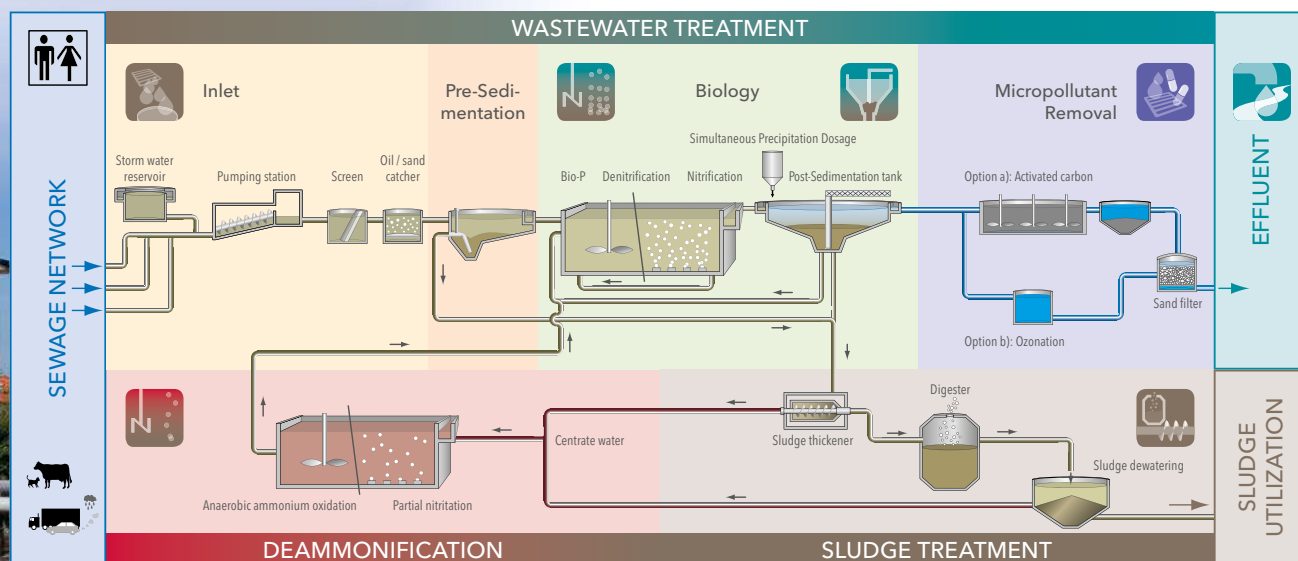 WASTEWATER TREATMENT
SEWAGE NETWORK
Inlet
Pre-Sedi-
mentation
Biology
Micropollutant
Removal
EFFLUENT
Storm water
reservoir
Pumping station
Screen
Oil / sand
catcher
Bio-P
Denitrification
Nitrification
Simultaneous Precipitation Dosage
Post-Sedimentation tank
Option a): Activated carbon
Sand filter
Option b): Ozonation
N
N
Anaerobic ammonium oxidation
Partial nitritation
Centrate water
Sludge thickener
Digester
Sludge dewatering
SLUDGE
UTILIZATION
DEAMMONIFICATION
SLUDGE TREATMENT